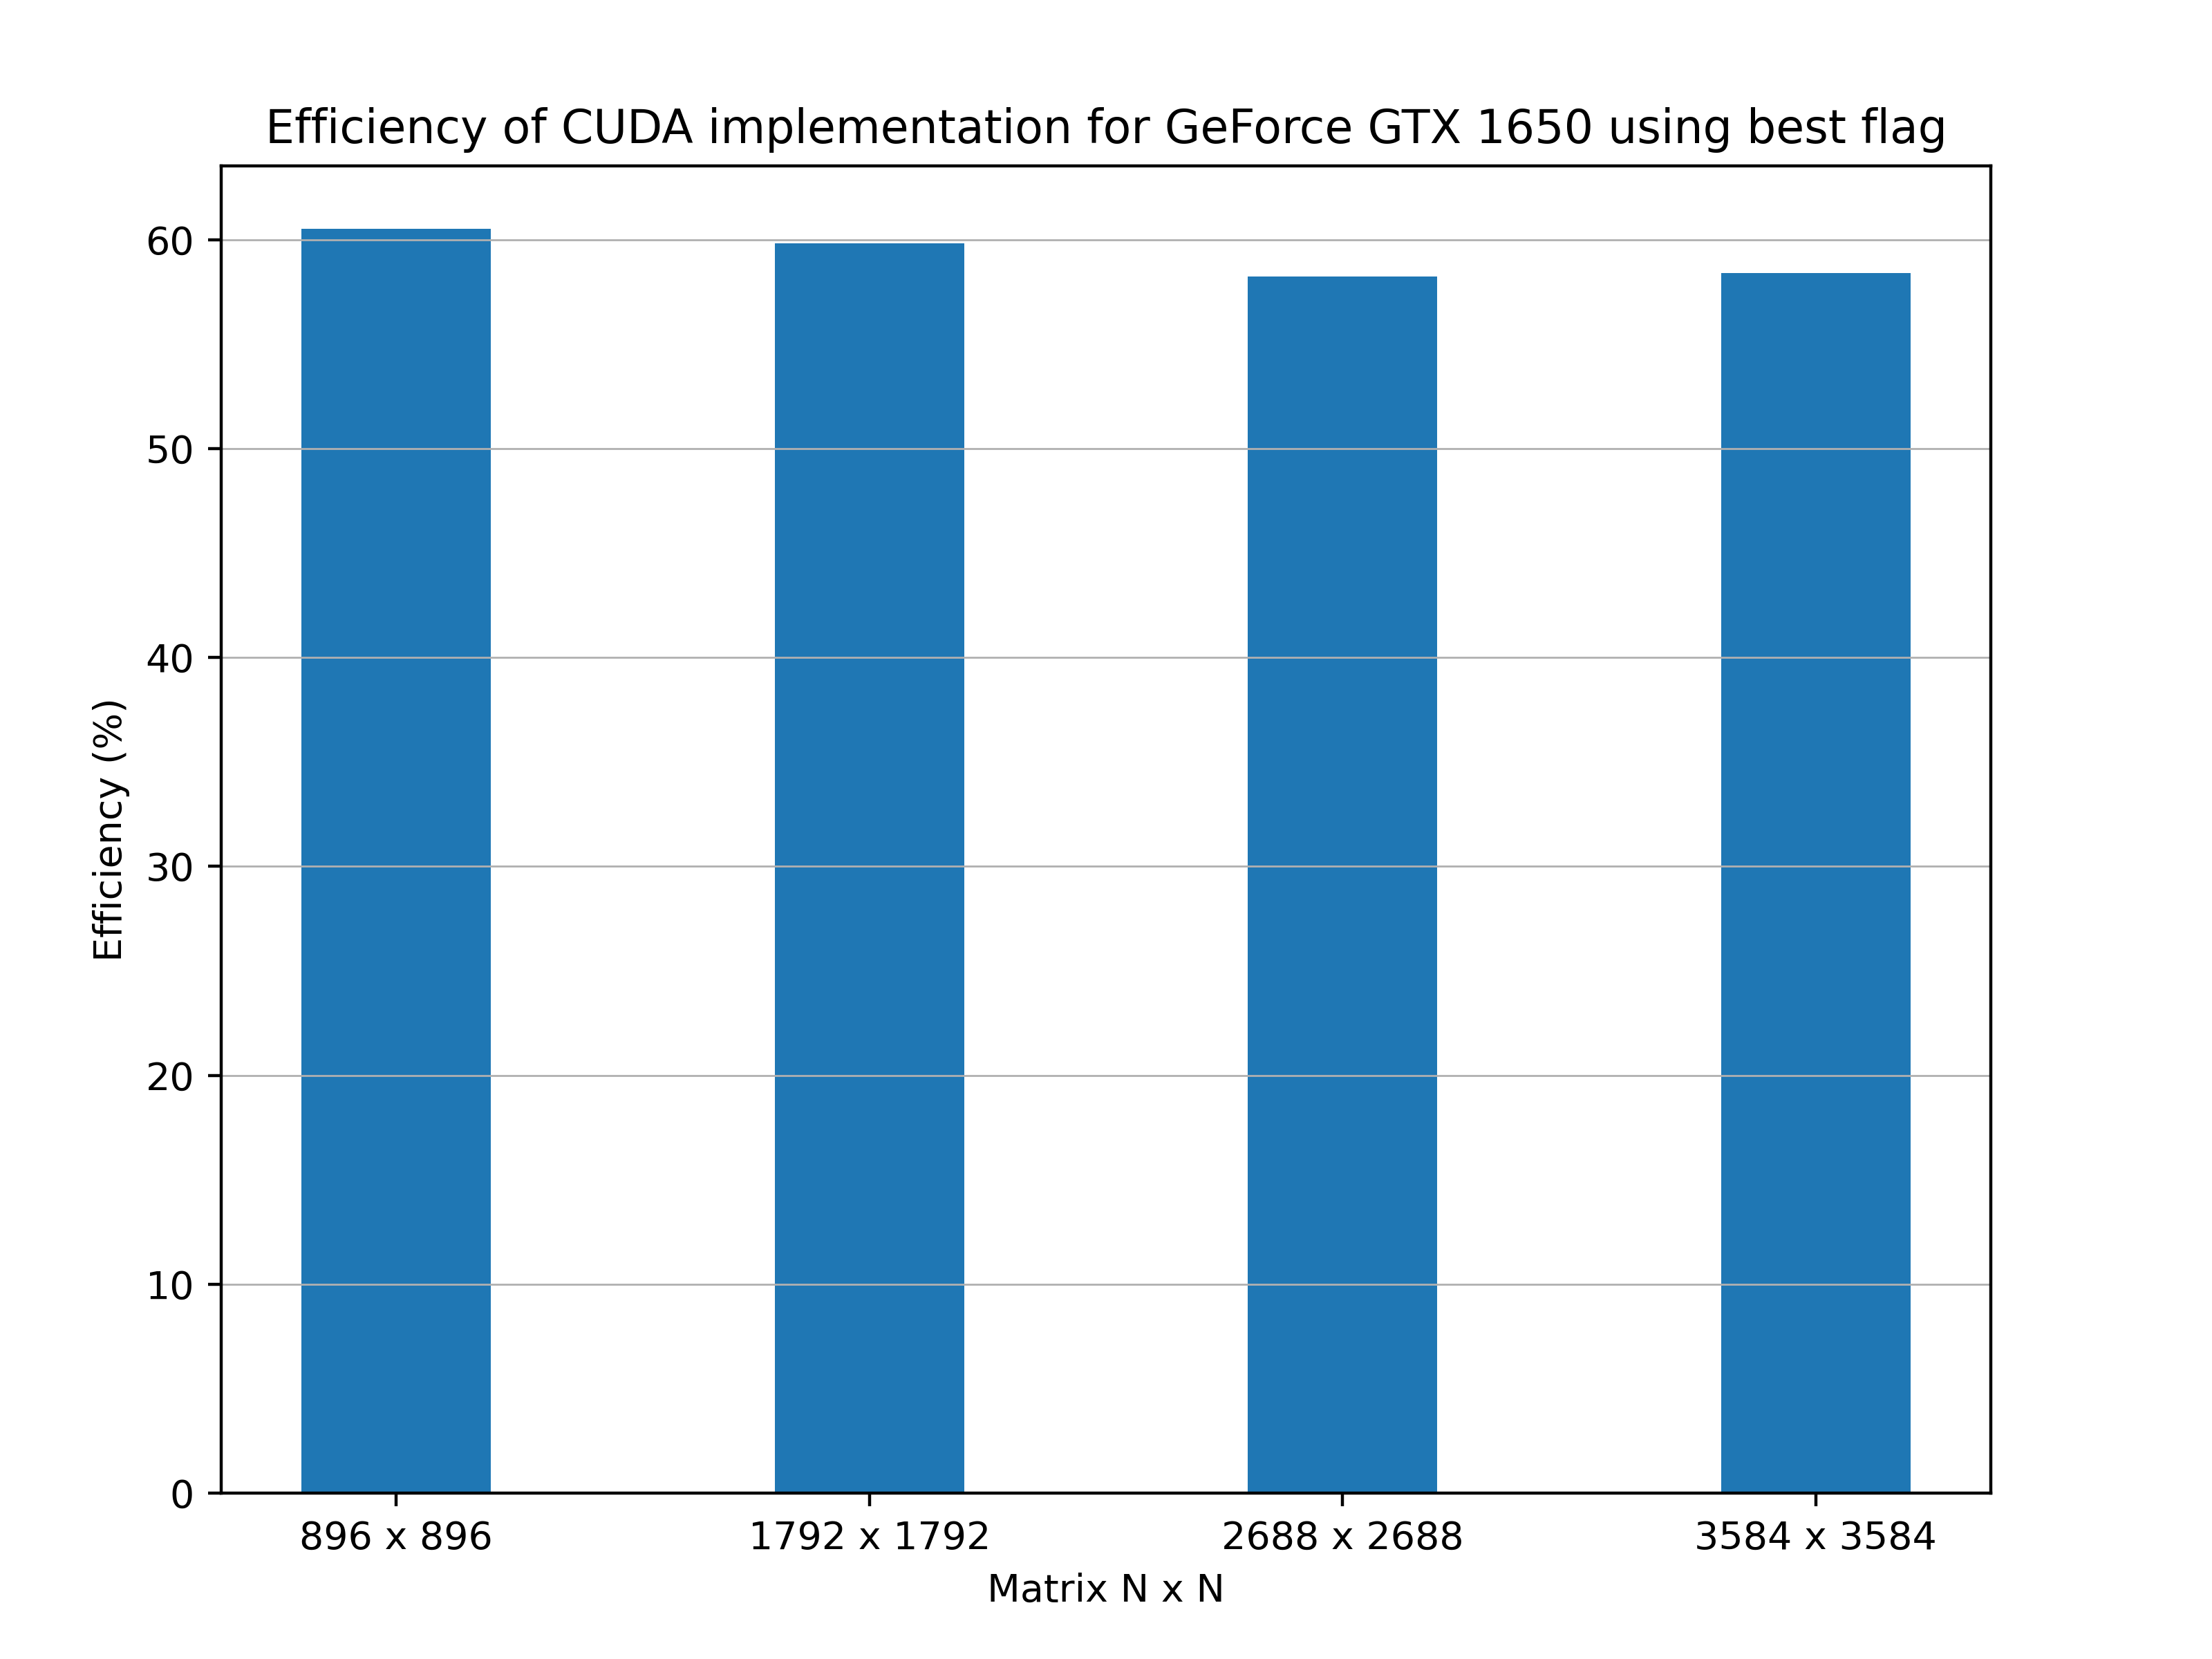 Efficiency of CUDA implementation for GeForce GTX 1650 using best flag
Efficiency (%)
60
50
40
30
20
10
0
896 x 896
1792 x 1792
2688 x 2688
3584 x 3584
Matrix N x N